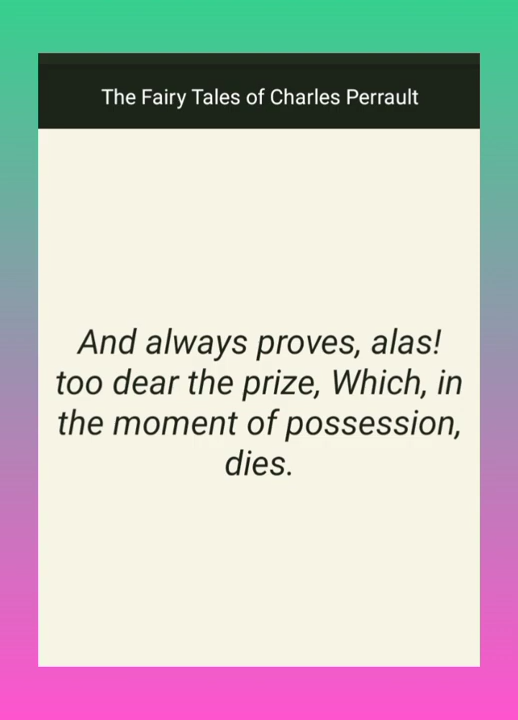 The Fairy Tales of Charles Perrault
And always proves, alas!
too dear the prize, Which, in
the moment of possession,
dies.